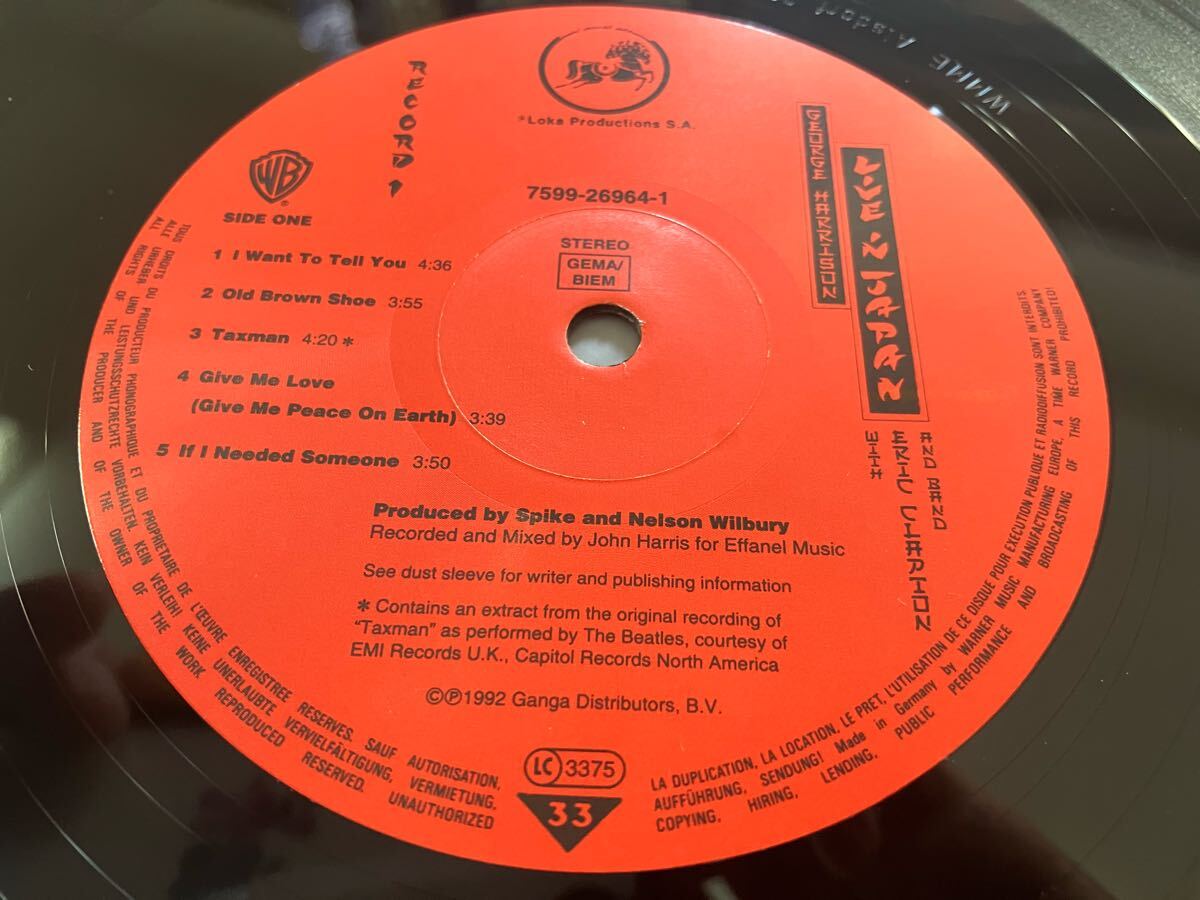 RECORD 1
*Loka Productions S.A.
WB
®
SIDE ONE
7599-26964-1
STEREO
GEMA/
BIEM
GEORGE HARRISON
LIVE IN JAPAN
WITH
ERIC CLAPTON
AND BAND
1 I Want To Tell You 4:36
2 Old Brown Shoe 3:55
3 Taxman 4:20 *
4 Give Me Love
(Give Me Peace On Earth) 3:39
5 If I Needed Someone 3:50
Produced by Spike and Nelson Wilbury
Recorded and Mixed by John Harris for Effanel Music
See dust sleeve for writer and publishing information
* Contains an extract from the original recording of
"Taxman" as performed by The Beatles, courtesy of
EMI Records U.K., Capitol Records North America
©℗1992 Ganga Distributors, B.V.
LC 3375
33
TOUS DROITS DU PRODUCTEUR PHONOGRAPHIQUE ET DU PROPRIETAIRE DE L'ŒUVRE ENREGISTREE RESERVES. SAUF AUTORISATION, LA DUPLICATION, LA LOCATION, LE PRET, L'UTILISATION DE CE DISQUE POUR EXECUTION PUBLIQUE ET RADIODIFFUSION SONT INTERDITS.
ALLE URHEBER UND LEISTUNGSSCHUTZRECHTE VORBEHALTEN. KEIN VERLEIH! KEINE UNERLAUBTE VERVIELFÄLTIGUNG, VERMIETUNG, AUFFÜHRUNG, SENDUNG! Made in Germany by WARNER MUSIC MANUFACTURING EUROPE, A TIME WARNER COMPANY
ALL RIGHTS OF THE PRODUCER AND OF THE OWNER OF THE WORK REPRODUCED RESERVED. UNAUTHORIZED COPYING, HIRING, LENDING, PUBLIC PERFORMANCE AND BROADCASTING OF THIS RECORD PROHIBITED!